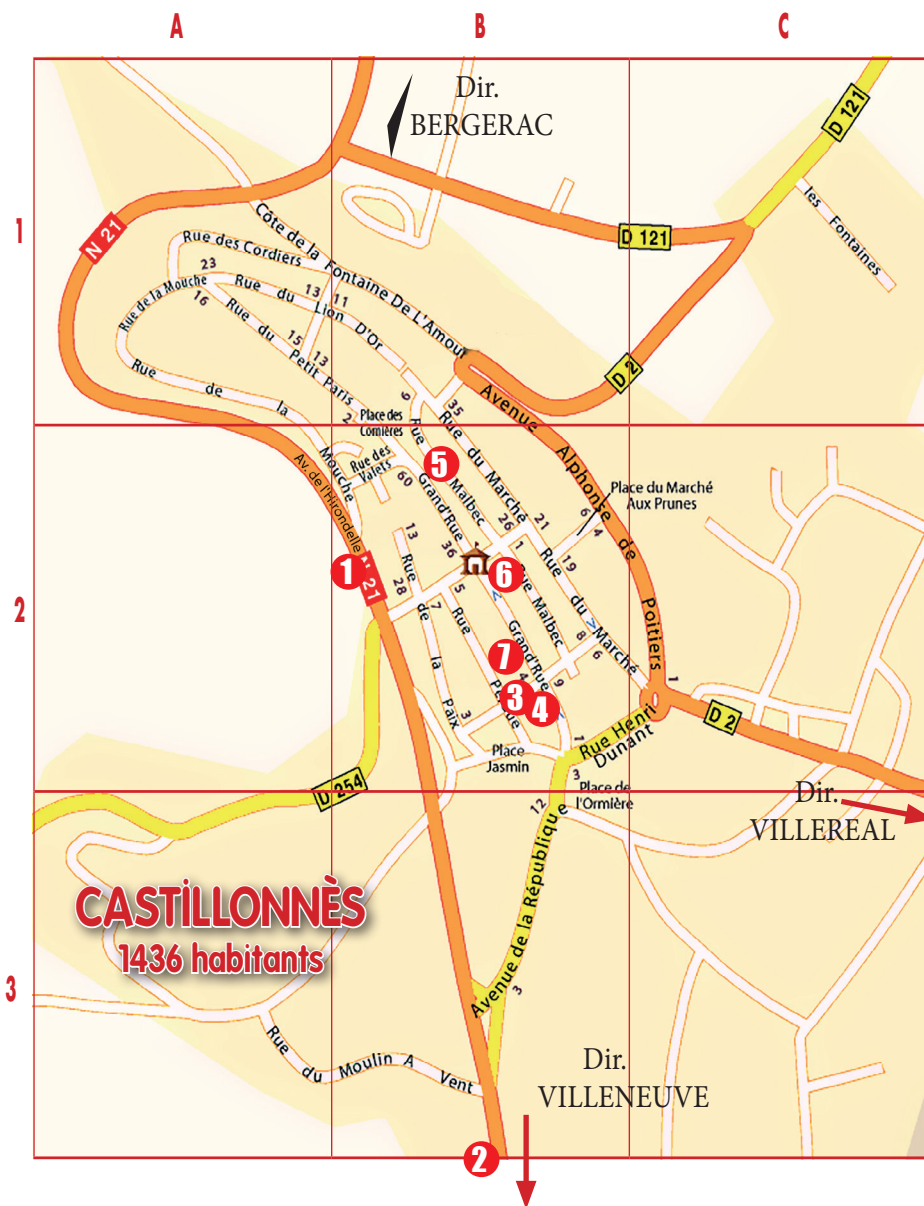 A
B
C
Dir.
BERGERAC
D 121
1
N 21
Côte de la Fontaine De L'Amour
D 121
les Fontaines
Rue des Cordiers
23
Rue de la Mouche
16
Rue du Lion D'Or
13
11
Rue du Petit Paris
15
13
D 2
Rue de la Mouche
2
Place des
Cornières
6
35
Avenue Alphonse de Poitiers
Rue du Marché
Rue Malbec
5
Rue des
Valets
60
Grand'Rue
Av. de l'Hirondelle
Place du Marché
Aux Prunes
6
4
26
21
13
36
1
19
1
N 21
28
6
2
Rue de la Paix
7
5
Rue Malbec
Rue du Marché
8
6
Grand'Rue
7
4
9
3
4
3
1
D 2
Rue Henri
Dunant
1
Place
Jasmin
3
Place de
l'Ormière
12
D 254
Dir.
VILLEREAL
CASTILLONNÈS
1436 habitants
Avenue de la République
3
3
Rue du Moulin A Vent
Dir.
VILLENEUVE
2